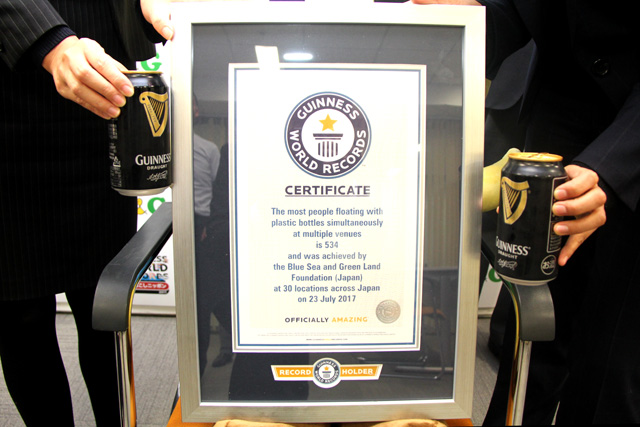 GUINNESS
WORLD RECORDS
CERTIFICATE
The most people floating with
plastic bottles simultaneously
at multiple venues
is 534
and was achieved by
the Blue Sea and Green Land
Foundation (Japan)
at 30 locations across Japan
on 23 July 2017
OFFICIALLY AMAZING
RECORD HOLDER
GUINNESS
DRAUGHT
GUINNESS
DRAUGHT
&G